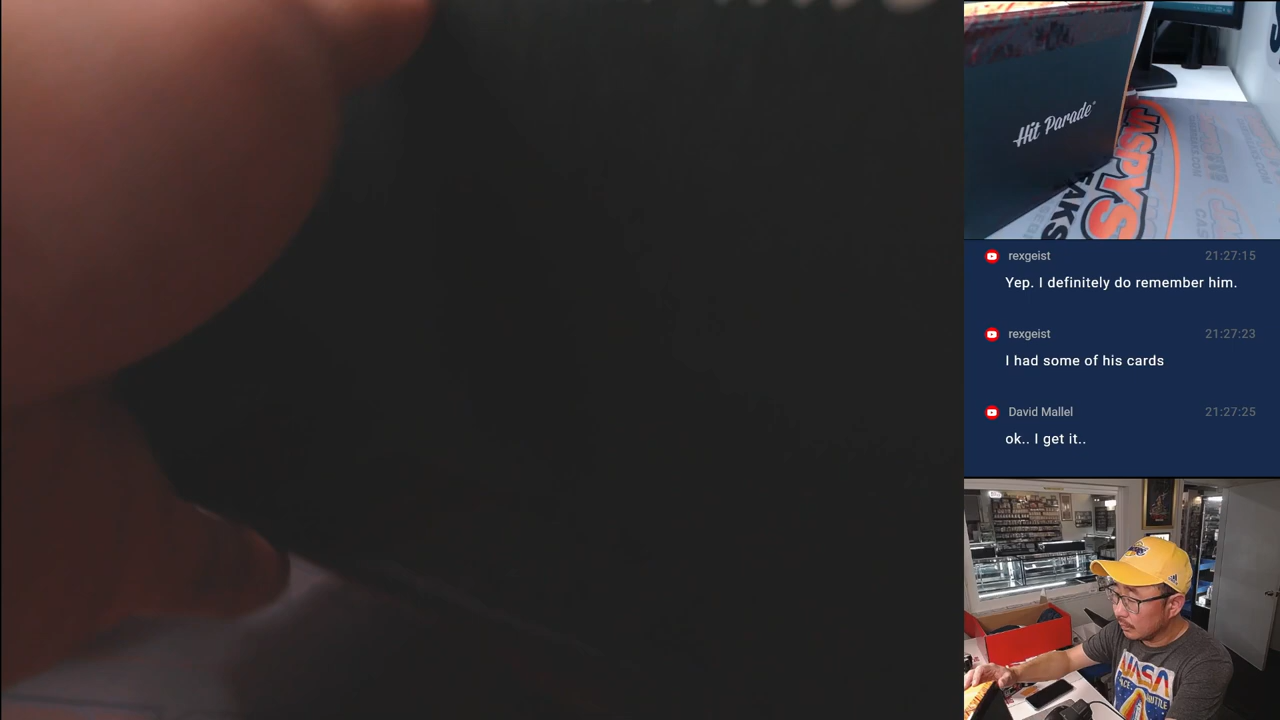 Hit Parade
JASPYS
rexgeist 21:27:15
Yep. I definitely do remember him.
rexgeist 21:27:23
I had some of his cards
David Mallel 21:27:25
ok.. I get it..
NASA